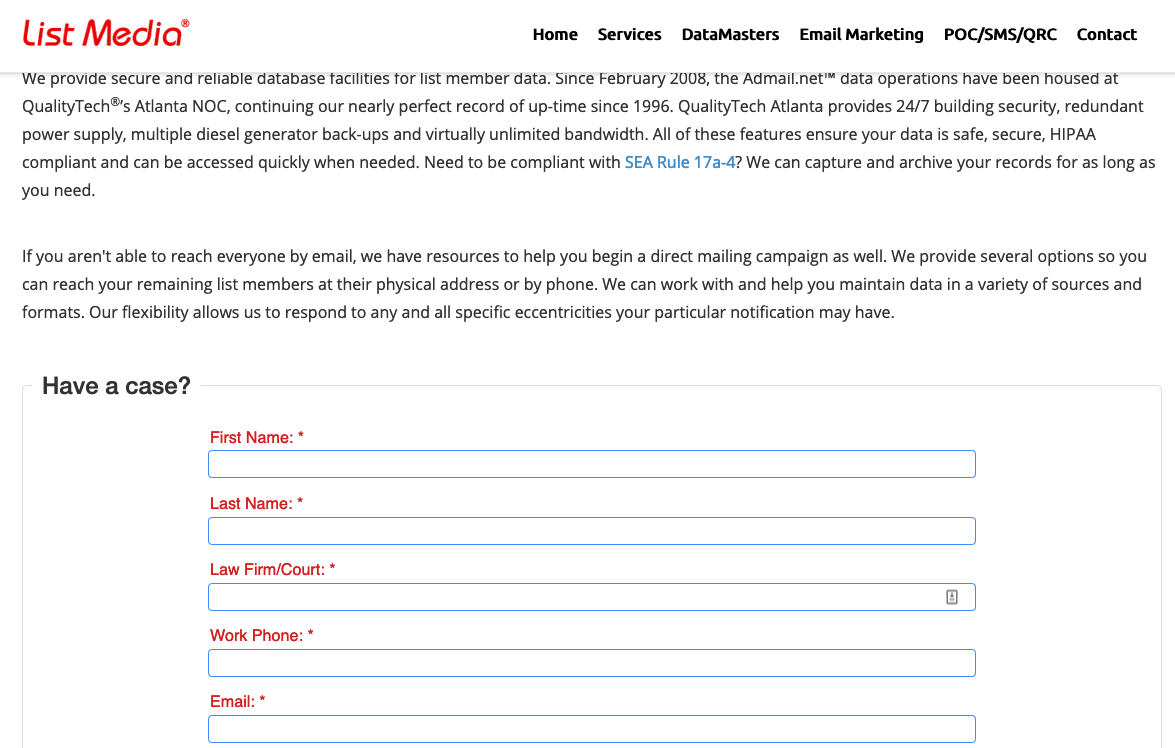 List Media®
Home Services DataMasters Email Marketing POC/SMS/QRC Contact
We provide secure and reliable database facilities for list member data. Since February 2008, the Admail.net™ data operations have been housed at
QualityTech®'s Atlanta NOC, continuing our nearly perfect record of up-time since 1996. QualityTech Atlanta provides 24/7 building security, redundant
power supply, multiple diesel generator back-ups and virtually unlimited bandwidth. All of these features ensure your data is safe, secure, HIPAA
compliant and can be accessed quickly when needed. Need to be compliant with SEA Rule 17a-4? We can capture and archive your records for as long as
you need.
If you aren't able to reach everyone by email, we have resources to help you begin a direct mailing campaign as well. We provide several options so you
can reach your remaining list members at their physical address or by phone. We can work with and help you maintain data in a variety of sources and
formats. Our flexibility allows us to respond to any and all specific eccentricities your particular notification may have.
Have a case?
First Name: *
Last Name: *
Law Firm/Court: *
Work Phone: *
Email: *